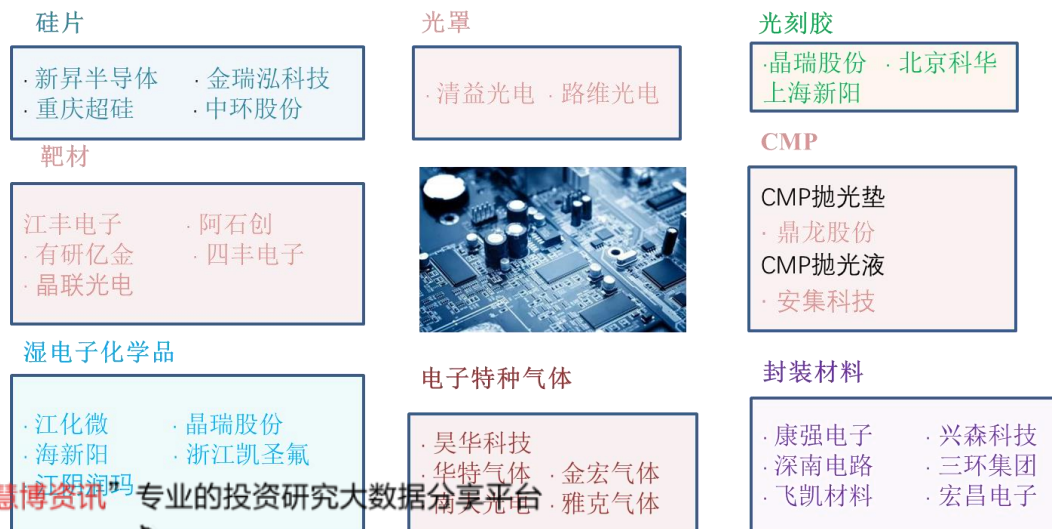 硅片
· 新昇半导体 · 金瑞泓科技
· 重庆超硅 · 中环股份
光罩
· 清益光电 · 路维光电
光刻胶
·晶瑞股份 · 北京科华
上海新阳
靶材
江丰电子 · 阿石创
· 有研亿金 · 四丰电子
· 晶联光电
CMP
CMP抛光垫
· 鼎龙股份
CMP抛光液
· 安集科技
湿电子化学品
· 江化微 · 晶瑞股份
· 海新阳 · 浙江凯圣氟
江阴润玛
电子特种气体
· 昊华科技
· 华特气体 · 金宏气体
南大光电 · 雅克气体
封装材料
· 康强电子 · 兴森科技
· 深南电路 · 三环集团
· 飞凯材料 · 宏昌电子
慧博资讯” 专业的投资研究大数据分享平台